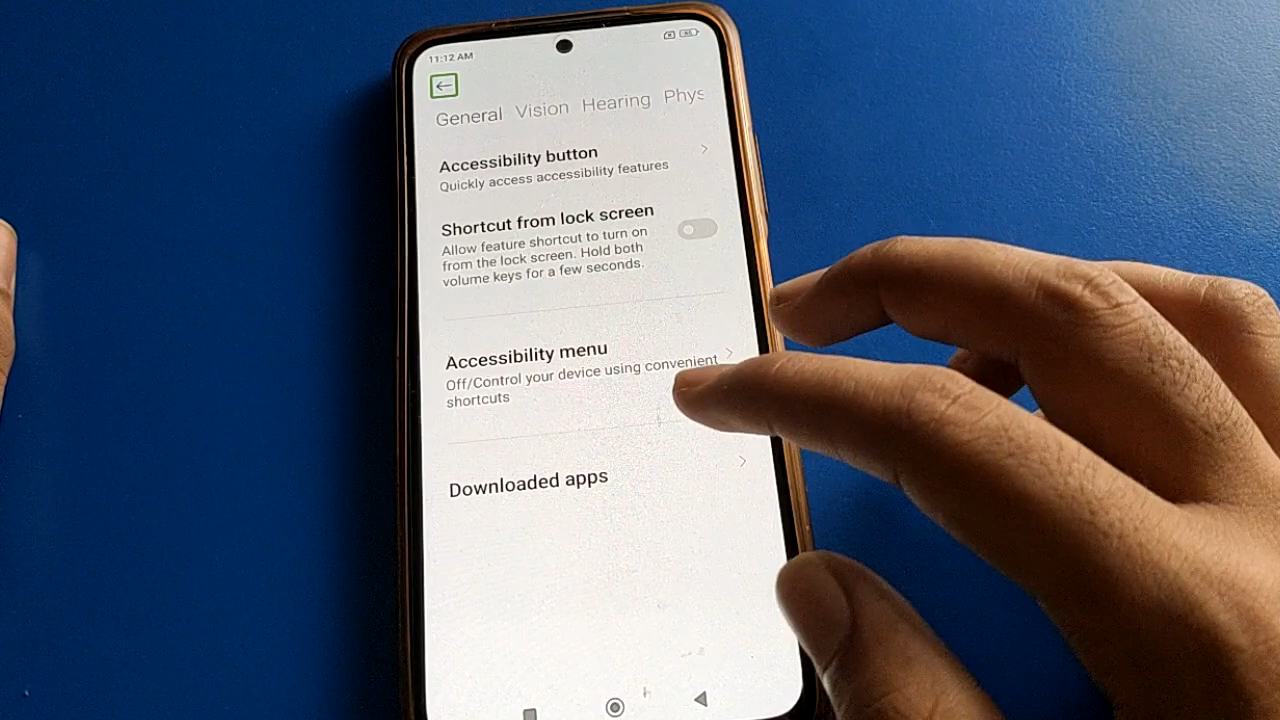 11:12 AM
General Vision Hearing Phys
Accessibility button
Quickly access accessibility features
Shortcut from lock screen
Allow feature shortcut to turn on
from the lock screen. Hold both
volume keys for a few seconds.
Accessibility menu
Off/Control your device using convenient
shortcuts
Downloaded apps